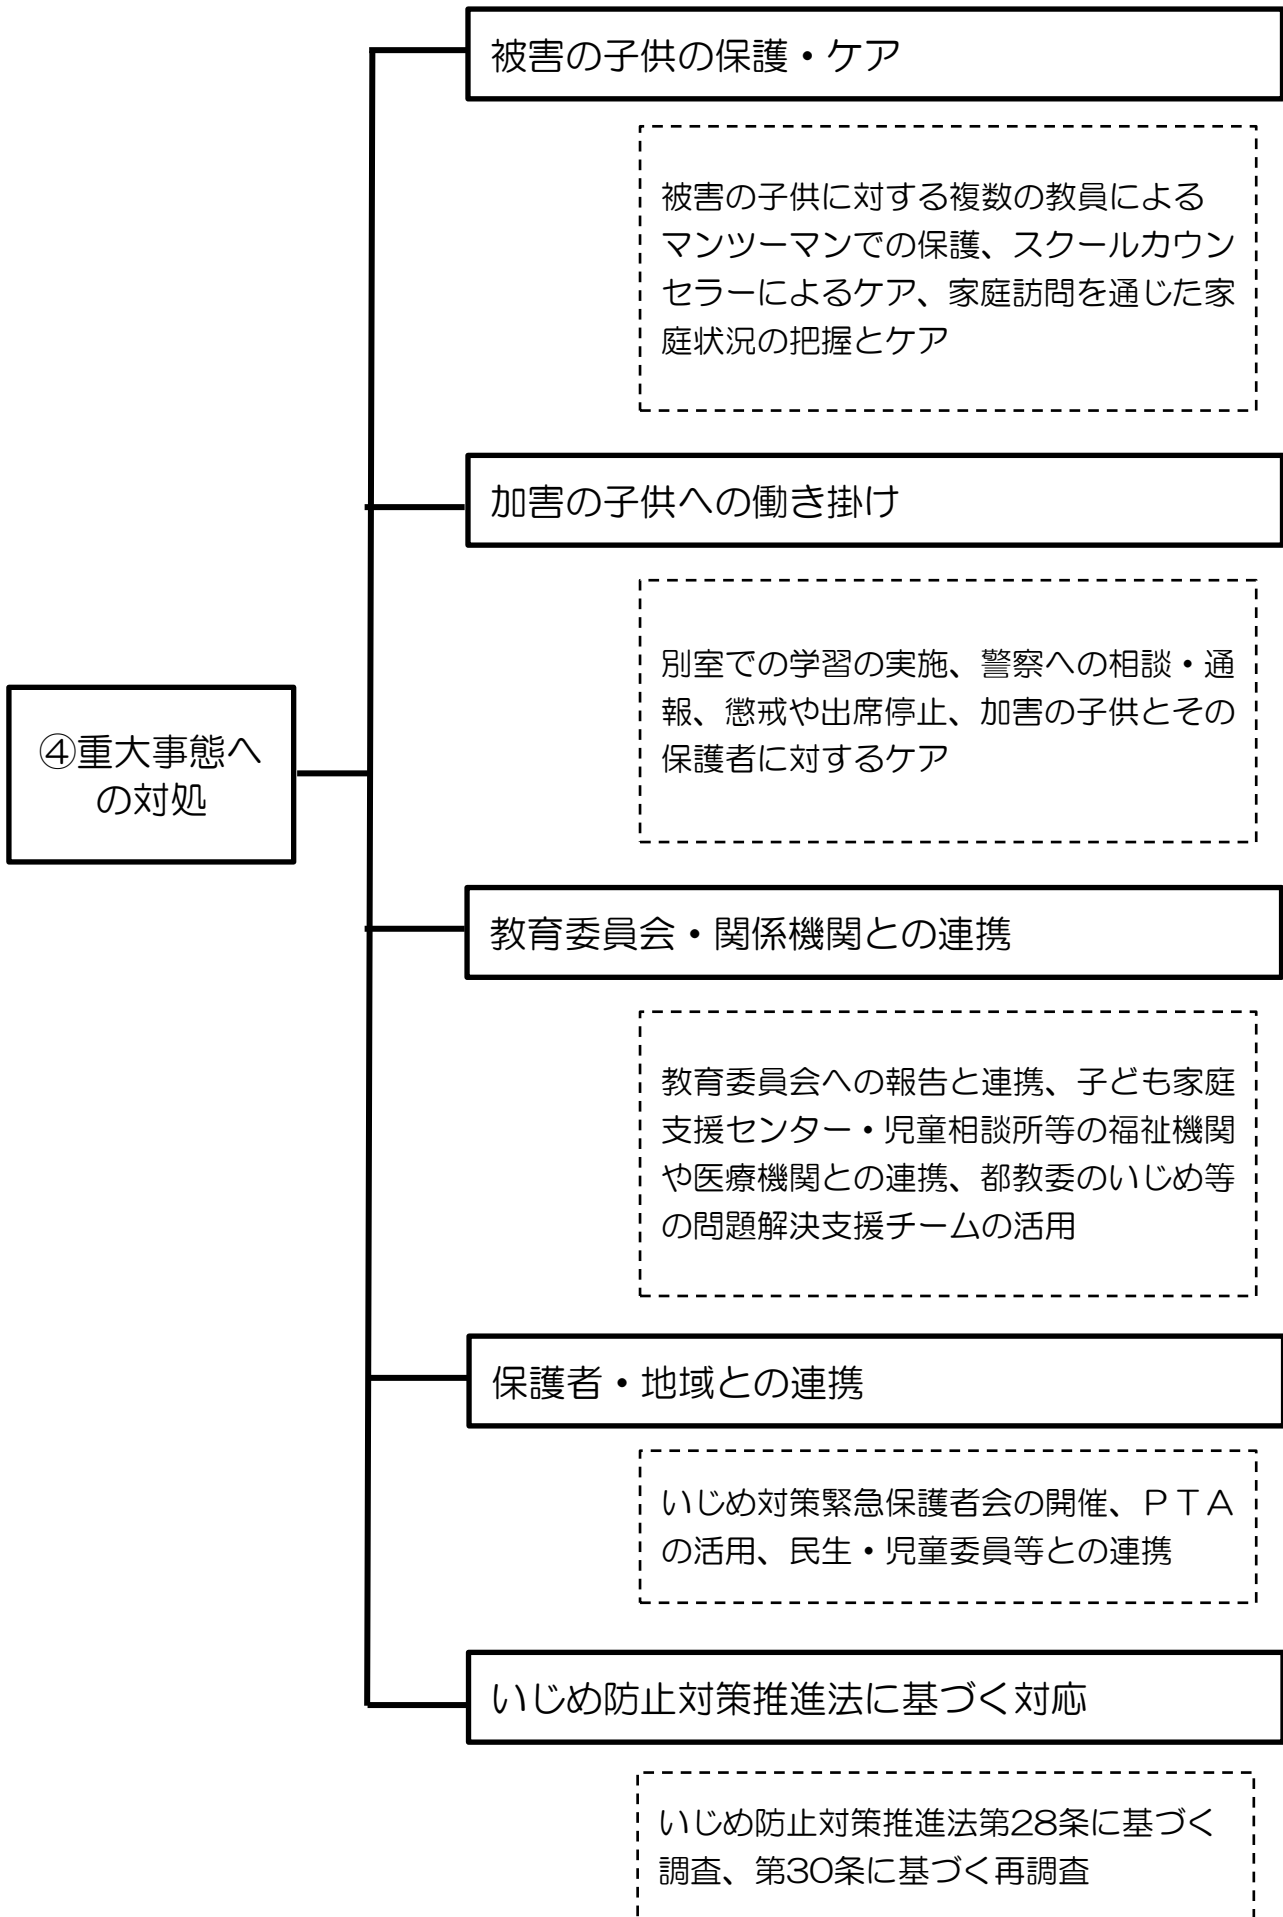 被害の子供の保護・ケア
被害の子供に対する複数の教員による
マンツーマンでの保護、スクールカウン
セラーによるケア、家庭訪問を通じた家
庭状況の把握とケア
加害の子供への働き掛け
別室での学習の実施、警察への相談・通
報、懲戒や出席停止、加害の子供とその
保護者に対するケア
④重大事態へ
の対処
教育委員会・関係機関との連携
教育委員会への報告と連携、子ども家庭
支援センター・児童相談所等の福祉機関
や医療機関との連携、都教委のいじめ等
の問題解決支援チームの活用
保護者・地域との連携
いじめ対策緊急保護者会の開催、ＰＴＡ
の活用、民生・児童委員等との連携
いじめ防止対策推進法に基づく対応
いじめ防止対策推進法第28条に基づく
調査、第30条に基づく再調査